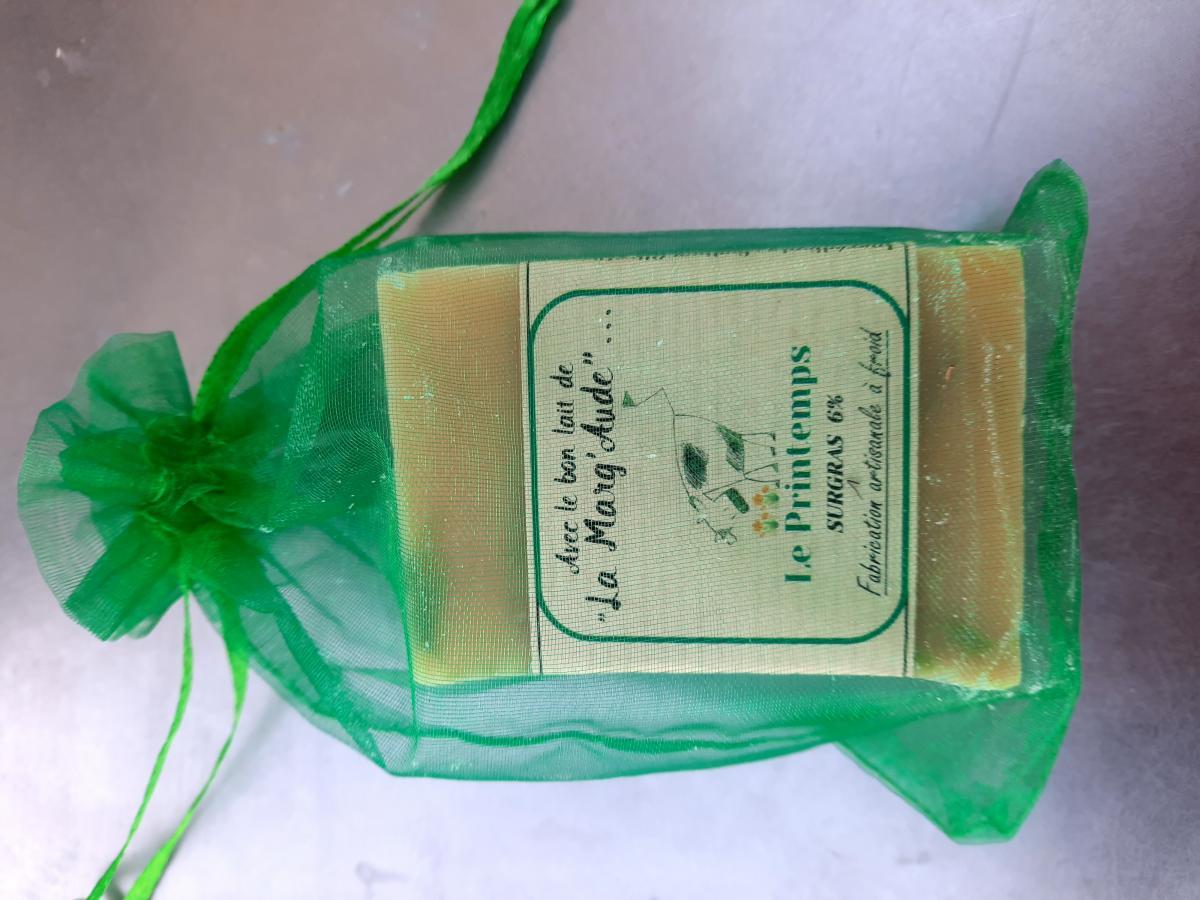 Avec le bon lait de
"La Marg'Aude" ...
Le Printemps
SURGRAS 6%
Fabrication artisanale à froid